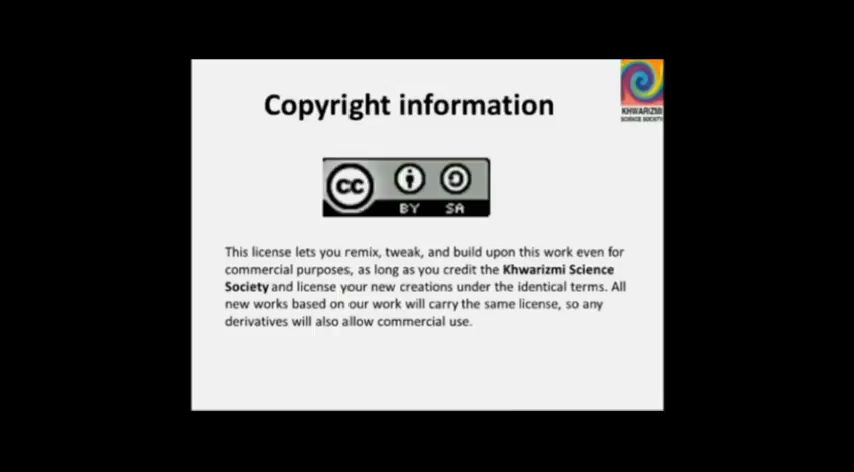 Copyright information
KHWARIZMI
SCIENCE SOCIETY
CC
BY SA
This license lets you remix, tweak, and build upon this work even for
commercial purposes, as long as you credit the Khwarizmi Science
Society and license your new creations under the identical terms. All
new works based on our work will carry the same license, so any
derivatives will also allow commercial use.